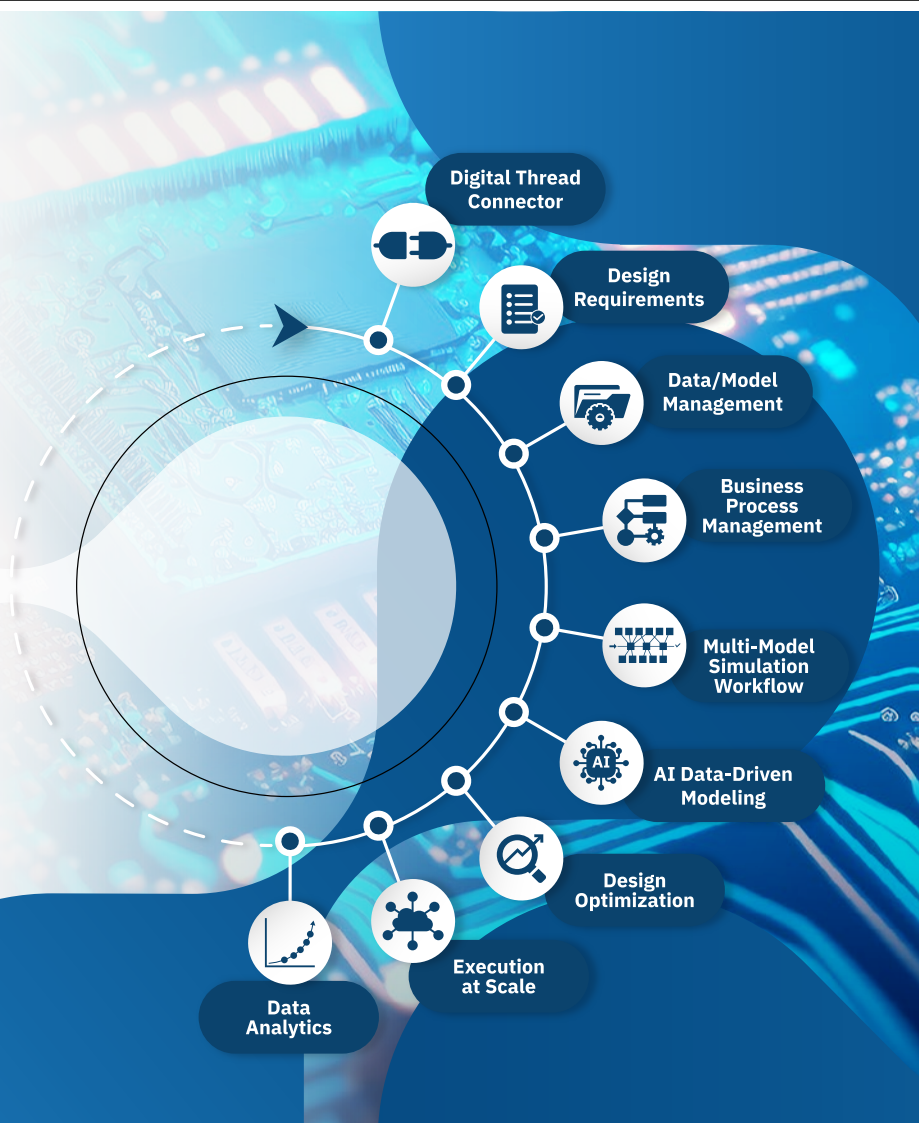 Digital Thread
Connector
Design
Requirements
Data/Model
Management
Business
Process
Management
Multi-Model
Simulation
Workflow
AI
AI Data-Driven
Modeling
Design
Optimization
Execution
at Scale
Data
Analytics